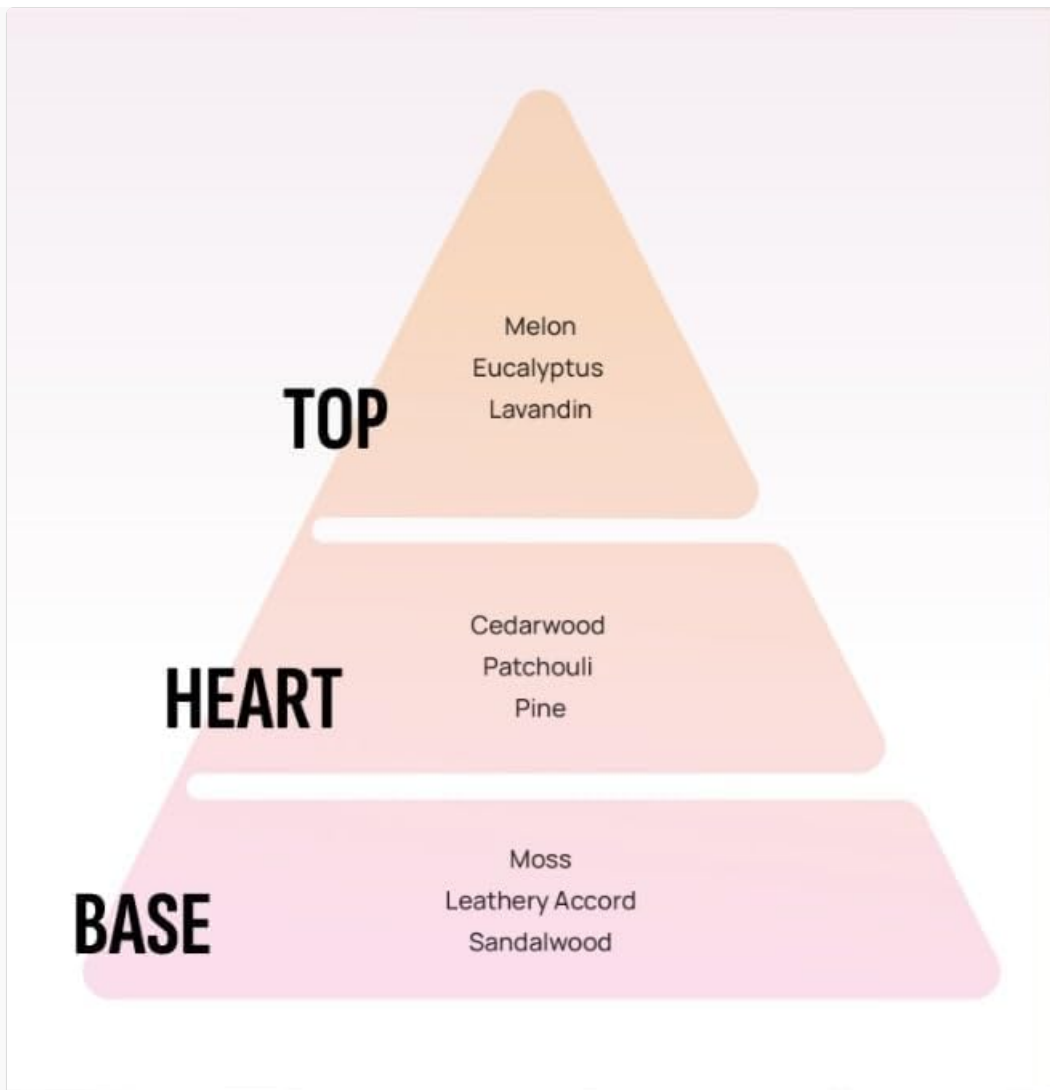 Melon
Eucalyptus
Lavandin
TOP
Cedarwood
Patchouli
Pine
HEART
Moss
Leathery Accord
Sandalwood
BASE